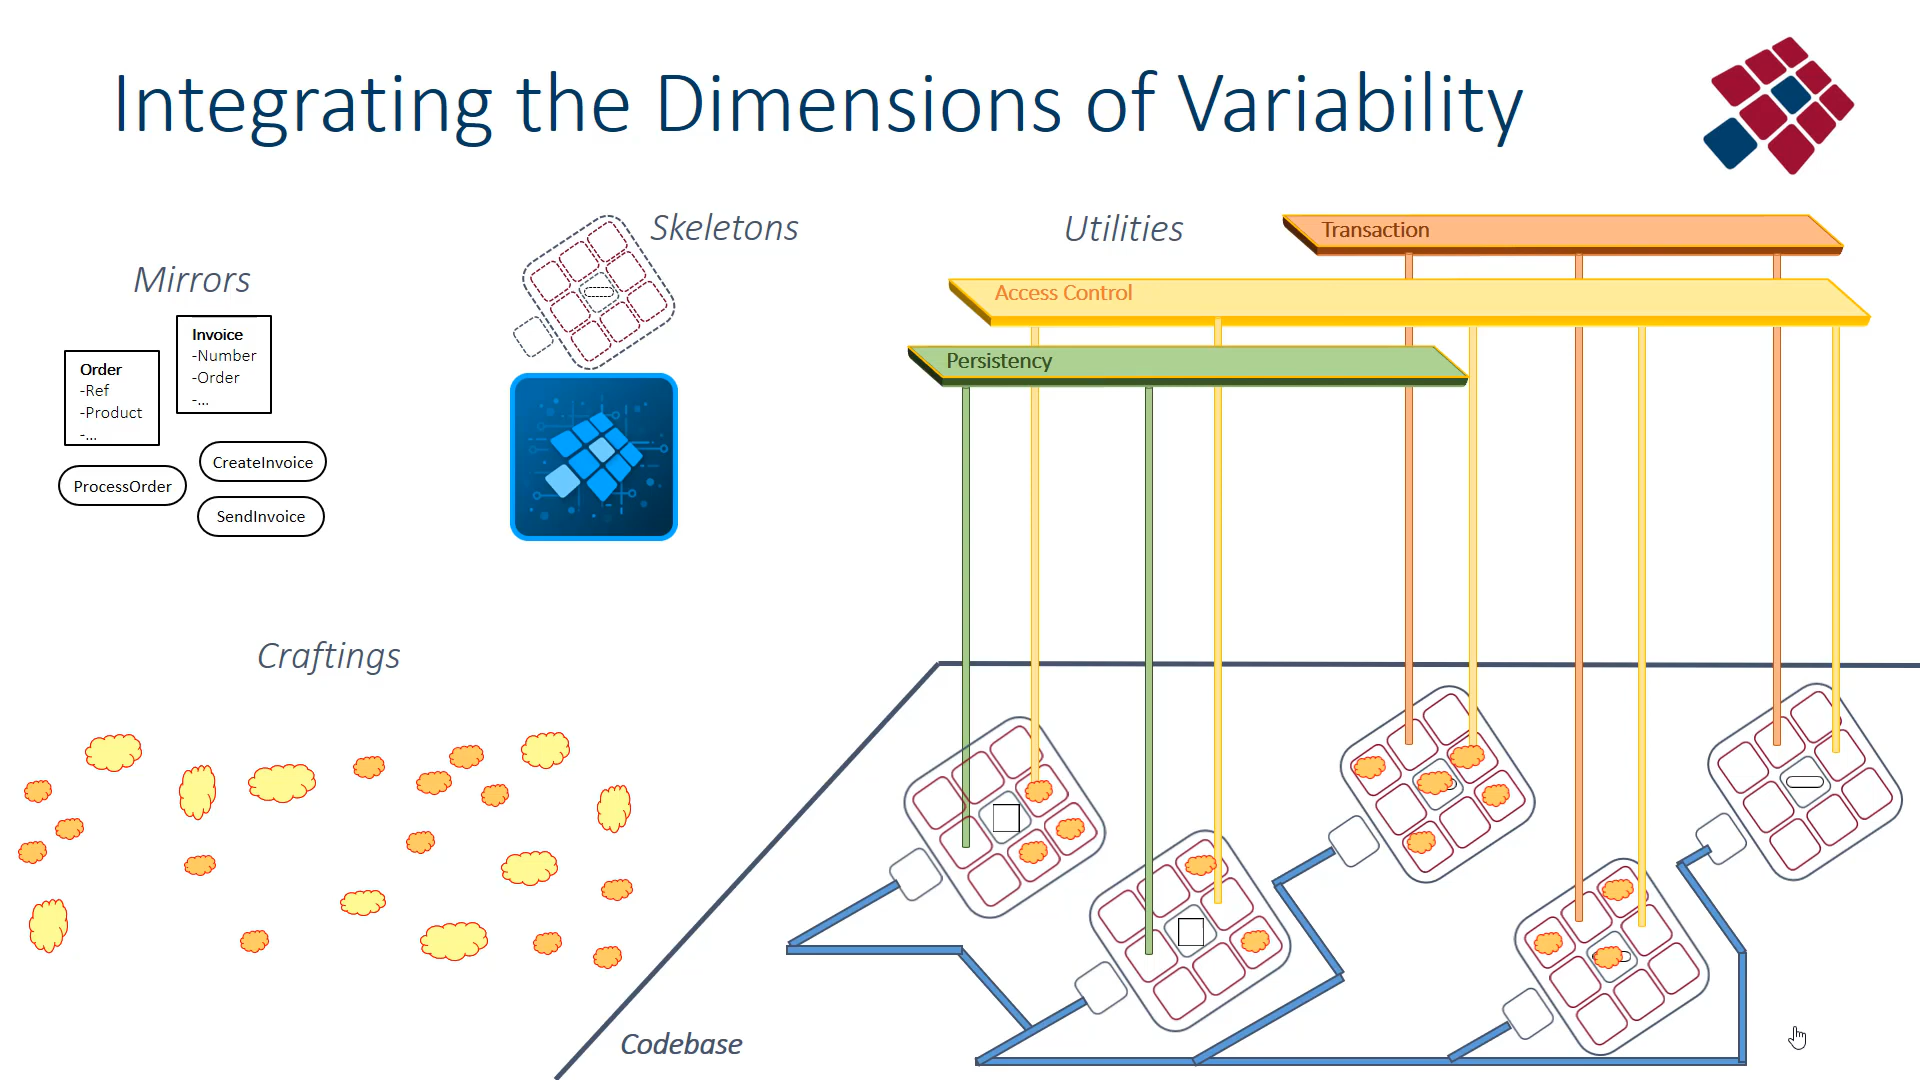 Integrating the Dimensions of Variability
Mirrors
Skeletons
Utilities
Transaction
Access Control
Persistency
Invoice
-Number
-Order
-...
Order
-Ref
-Product
-...
CreateInvoice
ProcessOrder
SendInvoice
Craftings
Codebase